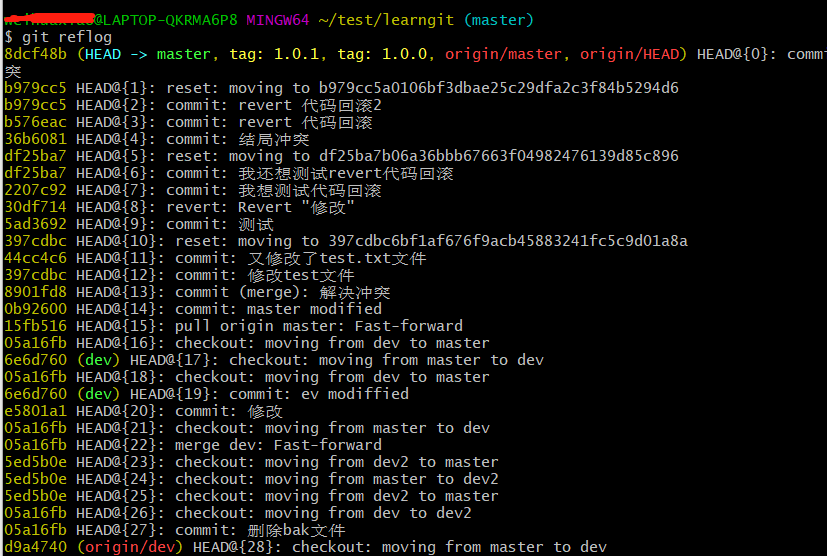 @LAPTOP-QKRMA6P8 MINGW64 ~/test/learngit (master)
$ git reflog
8dcf48b (HEAD -> master, tag: 1.0.1, tag: 1.0.0, origin/master, origin/HEAD) HEAD@{0}: comm
突
b979cc5 HEAD@{1}: reset: moving to b979cc5a0106bf3dbae25c29dfa2c3f84b5294d6
b979cc5 HEAD@{2}: commit: revert 代码回滚2
b576eac HEAD@{3}: commit: revert 代码回滚
36b6081 HEAD@{4}: commit: 结局冲突
df25ba7 HEAD@{5}: reset: moving to df25ba7b06a36bbb67663f04982476139d85c896
df25ba7 HEAD@{6}: commit: 我还想测试revert代码回滚
2207c92 HEAD@{7}: commit: 我想测试代码回滚
30df714 HEAD@{8}: revert: Revert "修改"
5ad3692 HEAD@{9}: commit: 测试
397cdbc HEAD@{10}: reset: moving to 397cdbc6bf1af676f9acb45883241fc5c9d01a8a
44cc4c6 HEAD@{11}: commit: 又修改了test.txt文件
397cdbc HEAD@{12}: commit: 修改test文件
8901fd8 HEAD@{13}: commit (merge): 解决冲突
0b92600 HEAD@{14}: commit: master modified
15fb516 HEAD@{15}: pull origin master: Fast-forward
05a16fb HEAD@{16}: checkout: moving from dev to master
6e6d760 (dev) HEAD@{17}: checkout: moving from master to dev
05a16fb HEAD@{18}: checkout: moving from dev to master
6e6d760 (dev) HEAD@{19}: commit: ev modiffied
e5801a1 HEAD@{20}: commit: 修改
05a16fb HEAD@{21}: checkout: moving from master to dev
05a16fb HEAD@{22}: merge dev: Fast-forward
5ed5b0e HEAD@{23}: checkout: moving from dev2 to master
5ed5b0e HEAD@{24}: checkout: moving from master to dev2
5ed5b0e HEAD@{25}: checkout: moving from dev2 to master
05a16fb HEAD@{26}: checkout: moving from dev to dev2
05a16fb HEAD@{27}: commit: 删除bak文件
d9a4740 (origin/dev) HEAD@{28}: checkout: moving from master to dev